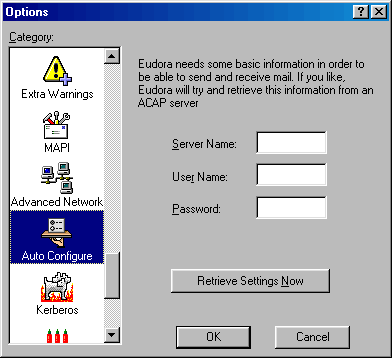 Options
Category:
Extra Warnings
MAPI
Advanced Network
Auto Configure
Kerberos
Eudora needs some basic information in order to
be able to send and receive mail. If you like,
Eudora will try and retrieve this information from an
ACAP server
Server Name:
User Name:
Password:
Retrieve Settings Now
OK
Cancel